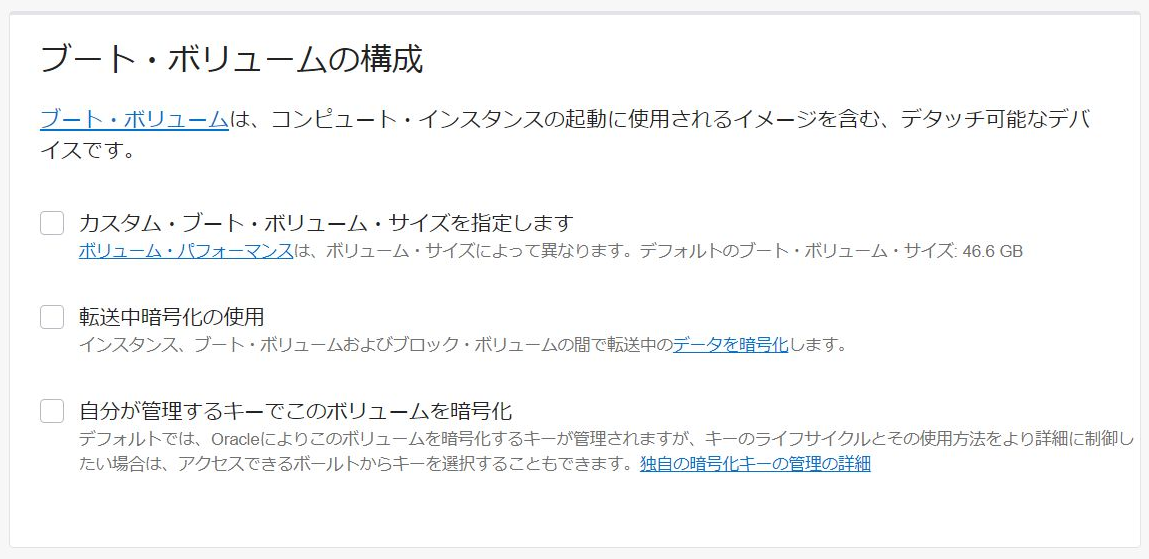 ブート・ボリュームの構成
ブート・ボリュームは、コンピュート・インスタンスの起動に使用されるイメージを含む、デタッチ可能なデバ
イスです。
カスタム・ブート・ボリューム・サイズを指定します
ボリューム・パフォーマンスは、ボリューム・サイズによって異なります。デフォルトのブート・ボリューム・サイズ: 46.6 GB
転送中暗号化の使用
インスタンス、ブート・ボリュームおよびブロック・ボリュームの間で転送中のデータを暗号化します。
自分が管理するキーでこのボリュームを暗号化
デフォルトでは、Oracleによりこのボリュームを暗号化するキーが管理されますが、キーのライフサイクルとその使用方法をより詳細に制御し
たい場合は、アクセスできるボールトからキーを選択することもできます。独自の暗号化キーの管理の詳細